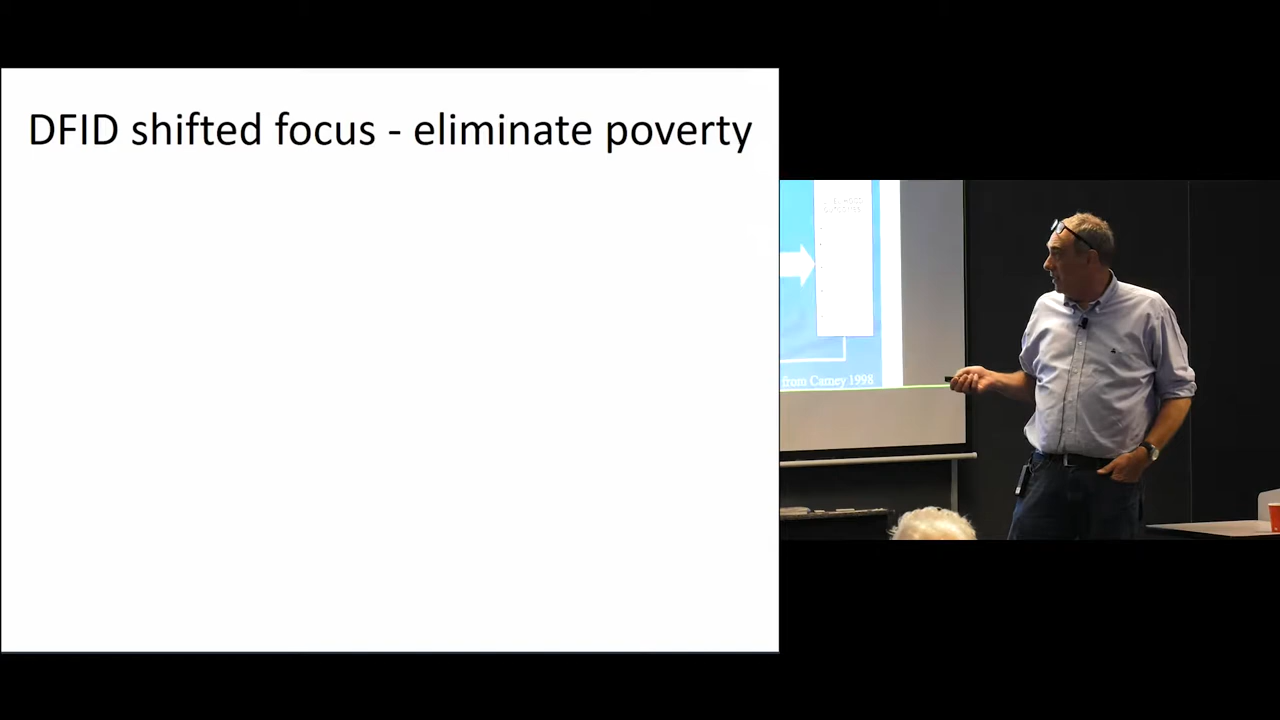 DFID shifted focus - eliminate poverty
from Carney 1998